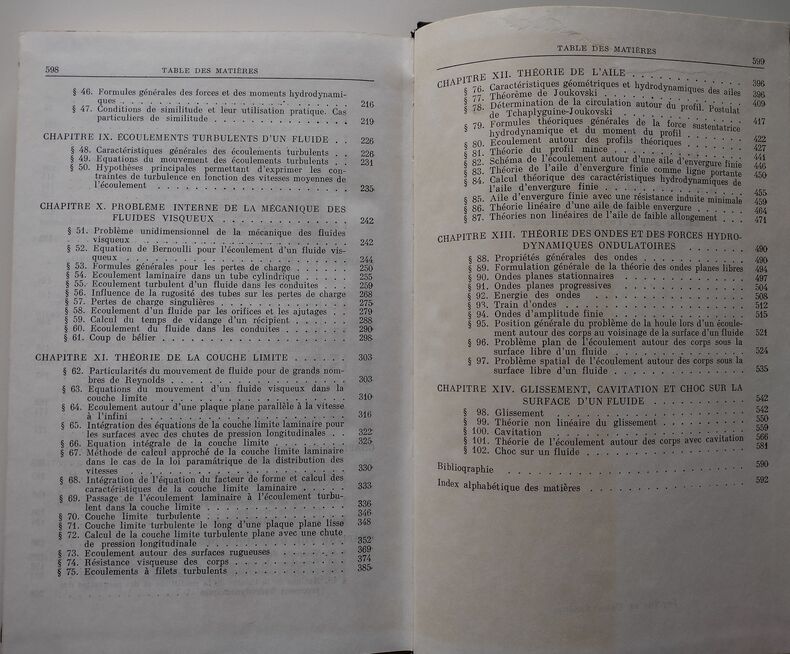 598 TABLE DES MATIÈRES
§ 46. Formules générales des forces et des moments hydrodynami-
ques . . . . . . . . . . . . . . . . 216
§ 47. Conditions de similitude et leur utilisation pratique. Cas
particuliers de similitude . . . . . . . . . . 219
CHAPITRE IX. ÉCOULEMENTS TURBULENTS D'UN FLUIDE . . 226
§ 48. Caractéristiques générales des écoulements turbulents . . 226
§ 49. Equations du mouvement des écoulements turbulents . . 231
§ 50. Hypothèses principales permettant d'exprimer les con-
traintes de turbulence en fonction des vitesses moyennes de
l'écoulement . . . . . . . . . . . . . . 235
CHAPITRE X. PROBLÈME INTERNE DE LA MÉCANIQUE DES
FLUIDES VISQUEUX . . . . . . . . . . 242
§ 51. Problème unidimensionnel de la mécanique des fluides
visqueux . . . . . . . . . . . . . . . 242
§ 52. Equation de Bernoulli pour l'écoulement d'un fluide vis-
queux . . . . . . . . . . . . . . . . 244
§ 53. Formules générales pour les pertes de charge . . . . . 250
§ 54. Ecoulement laminaire dans un tube cylindrique . . . . 255
§ 55. Ecoulement turbulent d'un fluide dans les conduites . . 259
§ 56. Influence de la rugosité des tubes sur les pertes de charge 268
§ 57. Pertes de charge singulières . . . . . . . . . . 275
§ 58. Ecoulement d'un fluide par les orifices et les ajutages . . 279
§ 59. Calcul du temps de vidange d'un récipient . . . . . 288
§ 60. Ecoulement du fluide dans les conduites . . . . . . 290
§ 61. Coup de bélier . . . . . . . . . . . . . 298
CHAPITRE XI. THÉORIE DE LA COUCHE LIMITE . . . . . . 303
§ 62. Particularités du mouvement de fluide pour de grands nom-
bres de Reynolds . . . . . . . . . . . . 303
§ 63. Equations du mouvement d'un fluide visqueux dans la
couche limite . . . . . . . . . . . . . 310
§ 64. Ecoulement autour d'une plaque plane parallèle à la vitesse
à l'infini . . . . . . . . . . . . . . . 316
§ 65. Intégration des équations de la couche limite laminaire pour
les surfaces avec des chutes de pression longitudinales . . 322
§ 66. Equation intégrale de la couche limite . . . . . . . 325
§ 67. Méthode de calcul approché de la couche limite laminaire
dans le cas de la loi paramátrique de la distribution des
vitesses . . . . . . . . . . . . . . . 330
§ 68. Intégration de l'équation du facteur de forme et calcul des
caractéristiques de la couche limite laminaire . . . . 333
§ 69. Passage de l'écoulement laminaire à l'écoulement turbu-
lent dans la couche limite . . . . . . . . . . 336
§ 70. Couche limite turbulente . . . . . . . . . . . 346
§ 71. Couche limite turbulente le long d'une plaque plane lisse 348
§ 72. Calcul de la couche limite turbulente plane avec une chute
de pression longitudinale . . . . . . . . . . 352
§ 73. Ecoulement autour des surfaces rugueuses . . . . . . 369
§ 74. Résistance visqueuse des corps . . . . . . . . . 374
§ 75. Ecoulements à filets turbulents . . . . . . . . . 385
TABLE DES MATIÈRES 599
CHAPITRE XII. THÉORIE DE L'AILE . . . . . . . . . . 396
§ 76. Caractéristiques géométriques et hydrodynamiques des ailes 396
§ 77. Théorème de Joukovski . . . . . . . . . . . 409
§ 78. Détermination de la circulation autour du profil. Postulat
de Tchaplyguine-Joukovski . . . . . . . . . . 417
§ 79. Formules théoriques générales de la force sustentatrice
hydrodynamique et du moment du profil . . . . . . 422
§ 80. Ecoulement autour des profils théoriques . . . . . . 427
§ 81. Théorie du profil mince . . . . . . . . . . . 441
§ 82. Schéma de l'écoulement autour d'une aile d'envergure finie 446
§ 83. Théorie de l'aile d'envergure finie comme ligne portante 450
§ 84. Calcul théorique des caractéristiques hydrodynamiques de
l'aile d'envergure finie . . . . . . . . . . . 455
§ 85. Aile d'envergure finie avec une résistance induite minimale 459
§ 86. Théorie linéaire d'une aile de faible envergure . . . . 464
§ 87. Théories non linéaires de l'aile de faible allongement . . 471
CHAPITRE XIII. THÉORIE DES ONDES ET DES FORCES HYDRO-
DYNAMIQUES ONDULATOIRES . . . . . . . 490
§ 88. Propriétés générales des ondes . . . . . . . . . 490
§ 89. Formulation générale de la théorie des ondes planes libres 494
§ 90. Ondes planes stationnaires . . . . . . . . . . 497
§ 91. Ondes planes progressives . . . . . . . . . . 504
§ 92. Energie des ondes . . . . . . . . . . . . 508
§ 93. Train d'ondes . . . . . . . . . . . . . 512
§ 94. Ondes d'amplitude finie . . . . . . . . . . . 515
§ 95. Position générale du problème de la houle lors d'un écoule-
ment autour du corps au voisinage de la surface d'un fluide 521
§ 96. Problème plan de l'écoulement autour des corps sous la
surface libre d'un fluide . . . . . . . . . . . 524
§ 97. Problème spatial de l'écoulement autour des corps sous la
surface libre d'un fluide . . . . . . . . . . . 535
CHAPITRE XIV. GLISSEMENT, CAVITATION ET CHOC SUR LA
SURFACE D'UN FLUIDE . . . . . . . . . 542
§ 98. Glissement . . . . . . . . . . . . . . 542
§ 99. Théorie non linéaire du glissement . . . . . . . . 550
§ 100. Cavitation . . . . . . . . . . . . . . 559
§ 101. Théorie de l'écoulement autour des corps avec cavitation 566
§ 102. Choc sur un fluide . . . . . . . . . . . . 581
Bibliographie . . . . . . . . . . . . . . . 590
Index alphabétique des matières . . . . . . . . . . 592